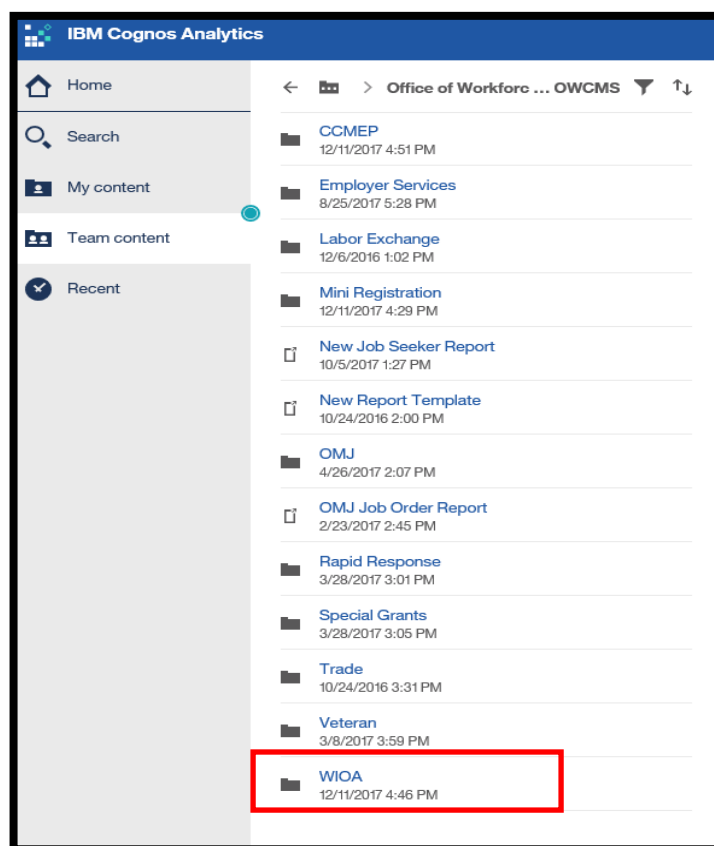 IBM Cognos Analytics
Home
Search
My content
Team content
Recent
Office of Workforc ... OWCMS
CCMEP
12/11/2017 4:51 PM
Employer Services
8/25/2017 5:28 PM
Labor Exchange
12/6/2016 1:02 PM
Mini Registration
12/11/2017 4:29 PM
New Job Seeker Report
10/5/2017 1:27 PM
New Report Template
10/24/2016 2:00 PM
OMJ
4/26/2017 2:07 PM
OMJ Job Order Report
2/23/2017 2:45 PM
Rapid Response
3/28/2017 3:01 PM
Special Grants
3/28/2017 3:05 PM
Trade
10/24/2016 3:31 PM
Veteran
3/8/2017 3:59 PM
WIOA
12/11/2017 4:46 PM